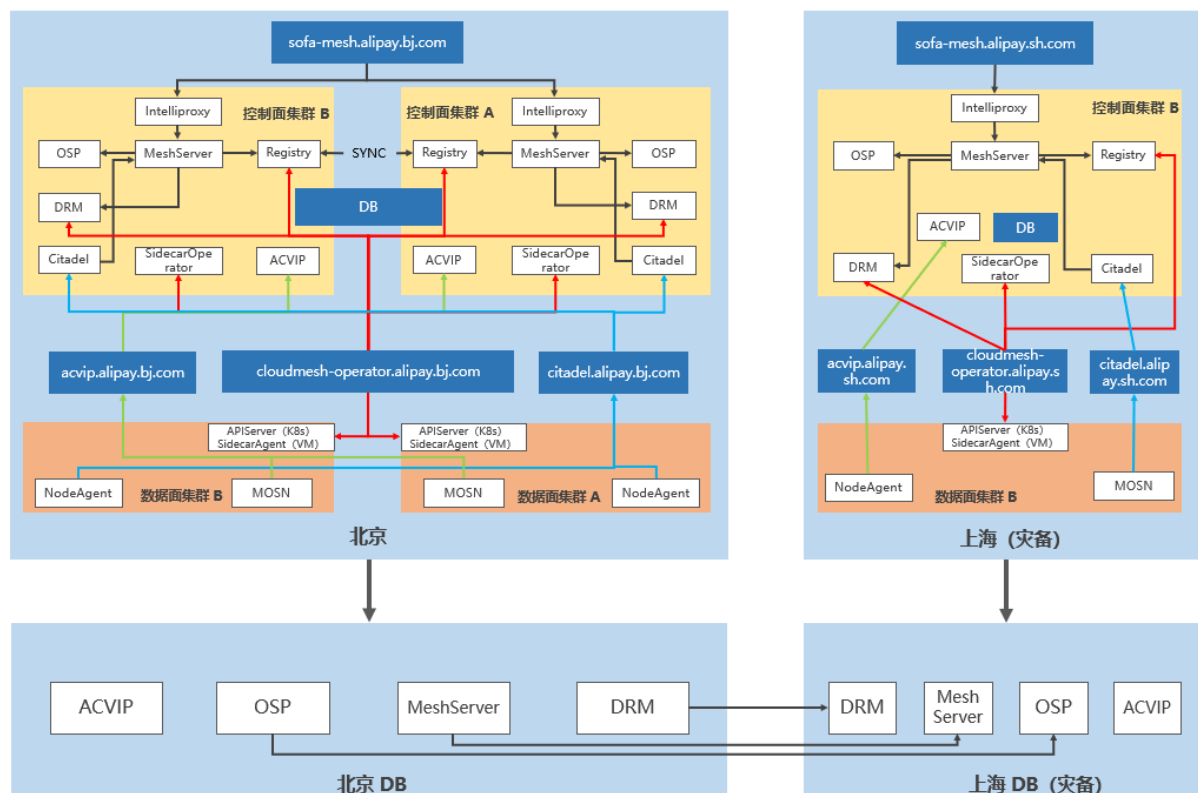 sofa-mesh.alipay.bj.com
Intelliproxy
控制面集群 B
控制面集群 A
Intelliproxy
OSP
MeshServer
Registry
SYNC
Registry
MeshServer
OSP
DRM
DB
DRM
Citadel
SidecarOpe
rator
ACVIP
ACVIP
SidecarOpe
rator
Citadel
acvip.alipay.bj.com
cloudmesh-operator.alipay.bj.com
citadel.alipay.bj.com
APIServer（K8s）
SidecarAgent（VM）
APIServer（K8s）
SidecarAgent（VM）
NodeAgent
数据面集群 B
MOSN
MOSN
数据面集群 A
NodeAgent
北京
sofa-mesh.alipay.sh.com
Intelliproxy
控制面集群 B
OSP
MeshServer
Registry
ACVIP
DB
DRM
SidecarOpe
rator
Citadel
acvip.alipay.
sh.com
cloudmesh-
operator.alipay.s
h.com
citadel.alip
ay.sh.com
APIServer（K8s）
SidecarAgent（VM）
NodeAgent
MOSN
数据面集群 B
上海（灾备）
ACVIP
OSP
MeshServer
DRM
北京 DB
DRM
Mesh
Server
OSP
ACVIP
上海 DB（灾备）